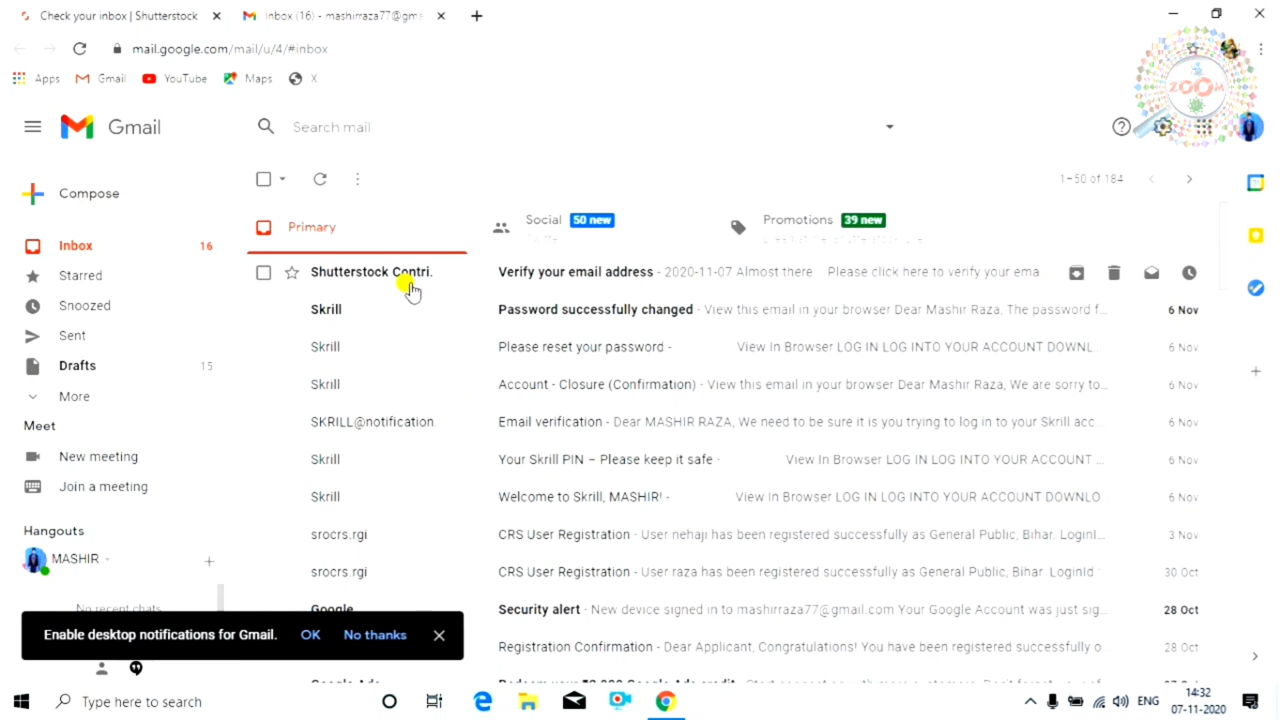 Check your inbox | Shutterstock
Inbox (16) - mashirraza77@gm
mail.google.com/mail/u/4/#inbox
Apps Gmail YouTube Maps X
ZOOM
Gmail
Search mail
Compose
1–50 of 184
Primary
Social 50 new
Promotions 39 new
Inbox 16
Starred
Snoozed
Sent
Drafts 15
More
Shutterstock Contri. Verify your email address - 2020-11-07 Almost there Please click here to verify your ema
Skrill Password successfully changed - View this email in your browser Dear Mashir Raza, The password f... 6 Nov
Skrill Please reset your password - View In Browser LOG IN LOG INTO YOUR ACCOUNT DOWNL... 6 Nov
Skrill Account - Closure (Confirmation) - View this email in your browser Dear Mashir Raza, We are sorry to... 6 Nov
SKRILL@notification. Email verification - Dear MASHIR RAZA, We need to be sure it is you trying to log in to your Skrill acc... 6 Nov
Skrill Your Skrill PIN – Please keep it safe - View In Browser LOG IN LOG INTO YOUR ACCOUNT ... 6 Nov
Skrill Welcome to Skrill, MASHIR! - View In Browser LOG IN LOG INTO YOUR ACCOUNT DOWNLO... 6 Nov
srocrs.rgi CRS User Registration - User nehaji has been registered successfully as General Public, Bihar. LoginI... 3 Nov
srocrs.rgi CRS User Registration - User raza has been registered successfully as General Public, Bihar. LoginId 30 Oct
Google Security alert - New device signed in to mashirraza77@gmail.com Your Google Account was just sig... 28 Oct
Registration Confirmation - Dear Applicant, Congratulations! You have been registered successfully o... 28 Oct
Meet
New meeting
Join a meeting
Hangouts
MASHIR
No recent chats
Enable desktop notifications for Gmail. OK No thanks
Google Ads
Type here to search
ENG
14:32
07-11-2020